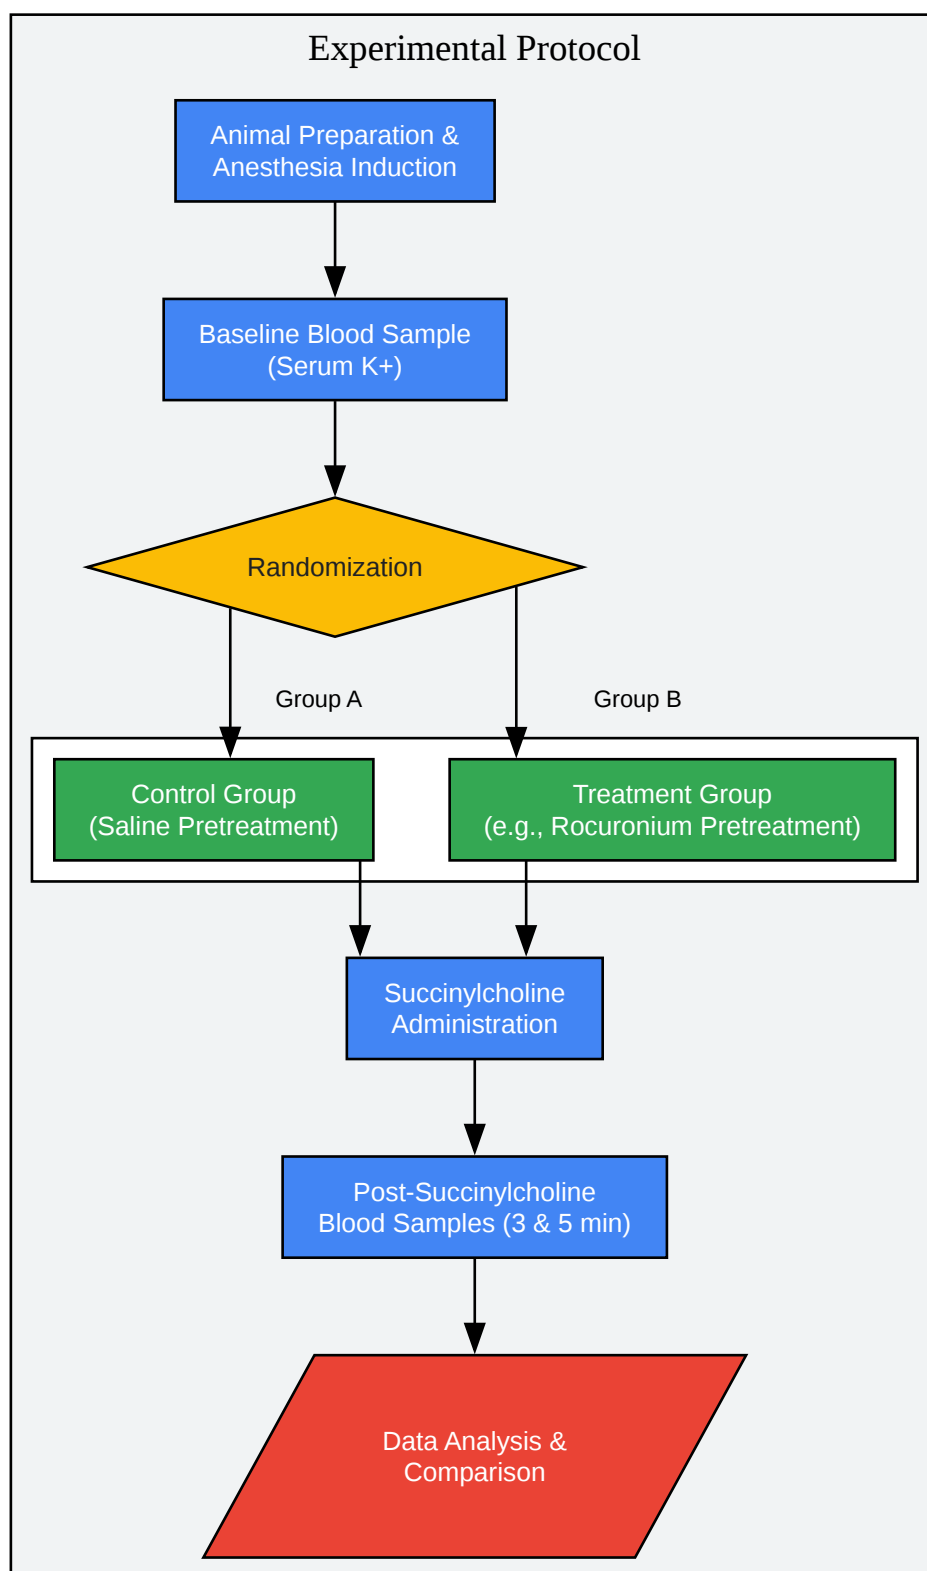 Experimental Protocol
Animal Preparation &
Anesthesia Induction
Baseline Blood Sample
(Serum K+)
Randomization
Group A
Group B
Control Group
(Saline Pretreatment)
Treatment Group
(e.g., Rocuronium Pretreatment)
Succinylcholine
Administration
Post-Succinylcholine
Blood Samples (3 & 5 min)
Data Analysis &
Comparison